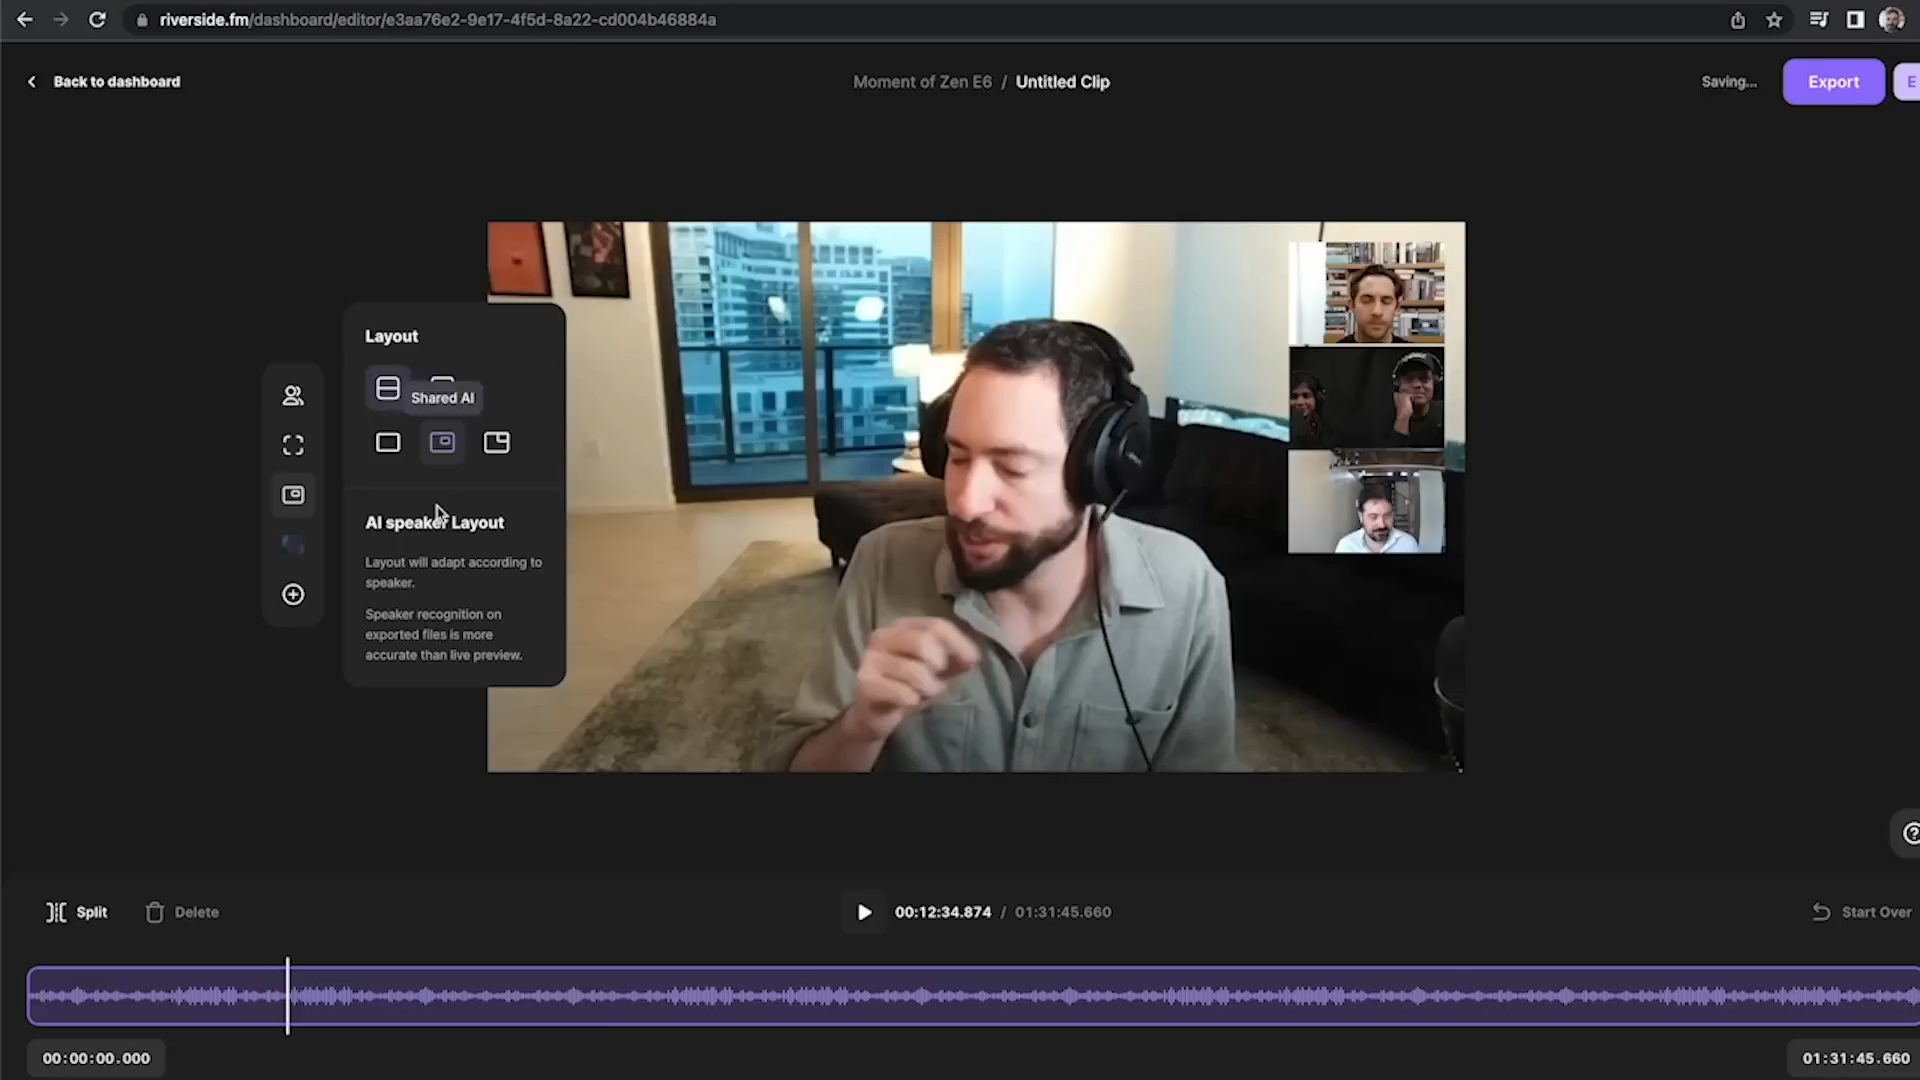 riverside.fm/dashboard/editor/e3aa76e2-9e17-4f5d-8a22-cd004b46884a
Back to dashboard
Moment of Zen E6 / Untitled Clip
Saving...
Export
E
Layout
Shared AI
AI speaker Layout
Layout will adapt according to
speaker.
Speaker recognition on
exported files is more
accurate than live preview.
Split
Delete
00:12:34.874 / 01:31:45.660
Start Over
00:00:00.000
01:31:45.660